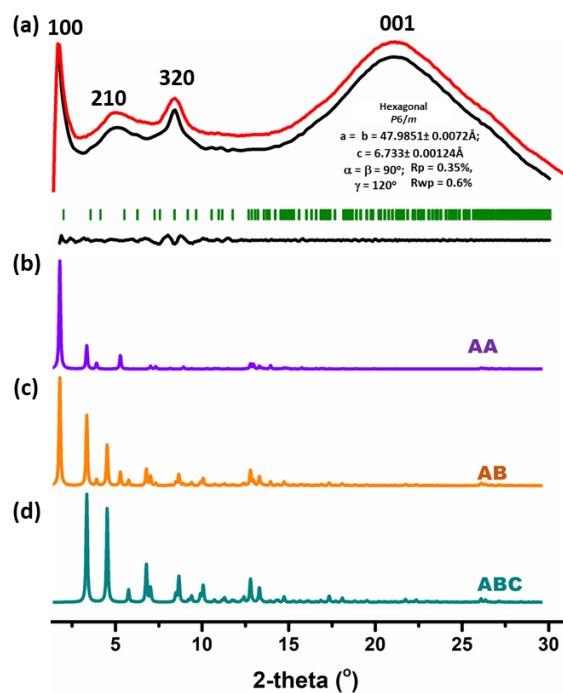 (a)
100
210
320
001
Hexagonal
P6/m
a = b = 47.9851± 0.0072Å;
c = 6.733± 0.00124Å
α = β = 90°; Rp = 0.35%,
γ = 120° Rwp = 0.6%
(b)
AA
(c)
AB
(d)
ABC
5 10 15 20 25 30
2-theta (°)